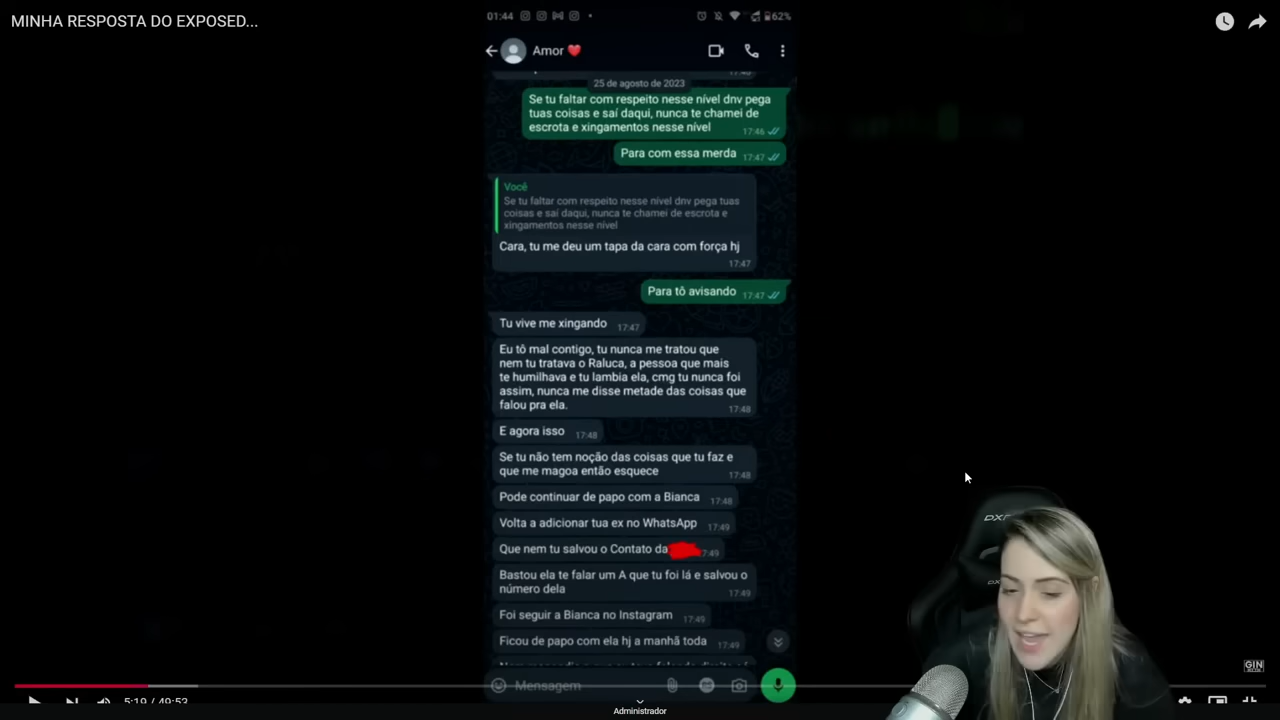 MINHA RESPOSTA DO EXPOSED...
01:44
62%
Amor
25 de agosto de 2023
Se tu faltar com respeito nesse nível dnv pega
tuas coisas e saí daqui, nunca te chamei de
escrota e xingamentos nesse nível
17:46
Para com essa merda 17:47
Você
Se tu faltar com respeito nesse nível dnv pega tuas
coisas e saí daqui, nunca te chamei de escrota e
xingamentos nesse nível
Cara, tu me deu um tapa da cara com força hj
17:47
Para tô avisando 17:47
Tu vive me xingando 17:47
Eu tô mal contigo, tu nunca me tratou que
nem tu tratava o Raluca, a pessoa que mais
te humilhava e tu lambia ela, cmg tu nunca foi
assim, nunca me disse metade das coisas que
falou pra ela.
17:48
E agora isso 17:48
Se tu não tem noção das coisas que tu faz e
que me magoa então esquece
17:48
Pode continuar de papo com a Bianca 17:48
Volta a adicionar tua ex no WhatsApp 17:49
Que nem tu salvou o Contato da 17:49
Bastou ela te falar um A que tu foi lá e salvou o
número dela
17:49
Foi seguir a Bianca no Instagram 17:49
Ficou de papo com ela hj a manhã toda 17:49
Mensagem
5:19 / 49:53
Administrador
DXR
GIN